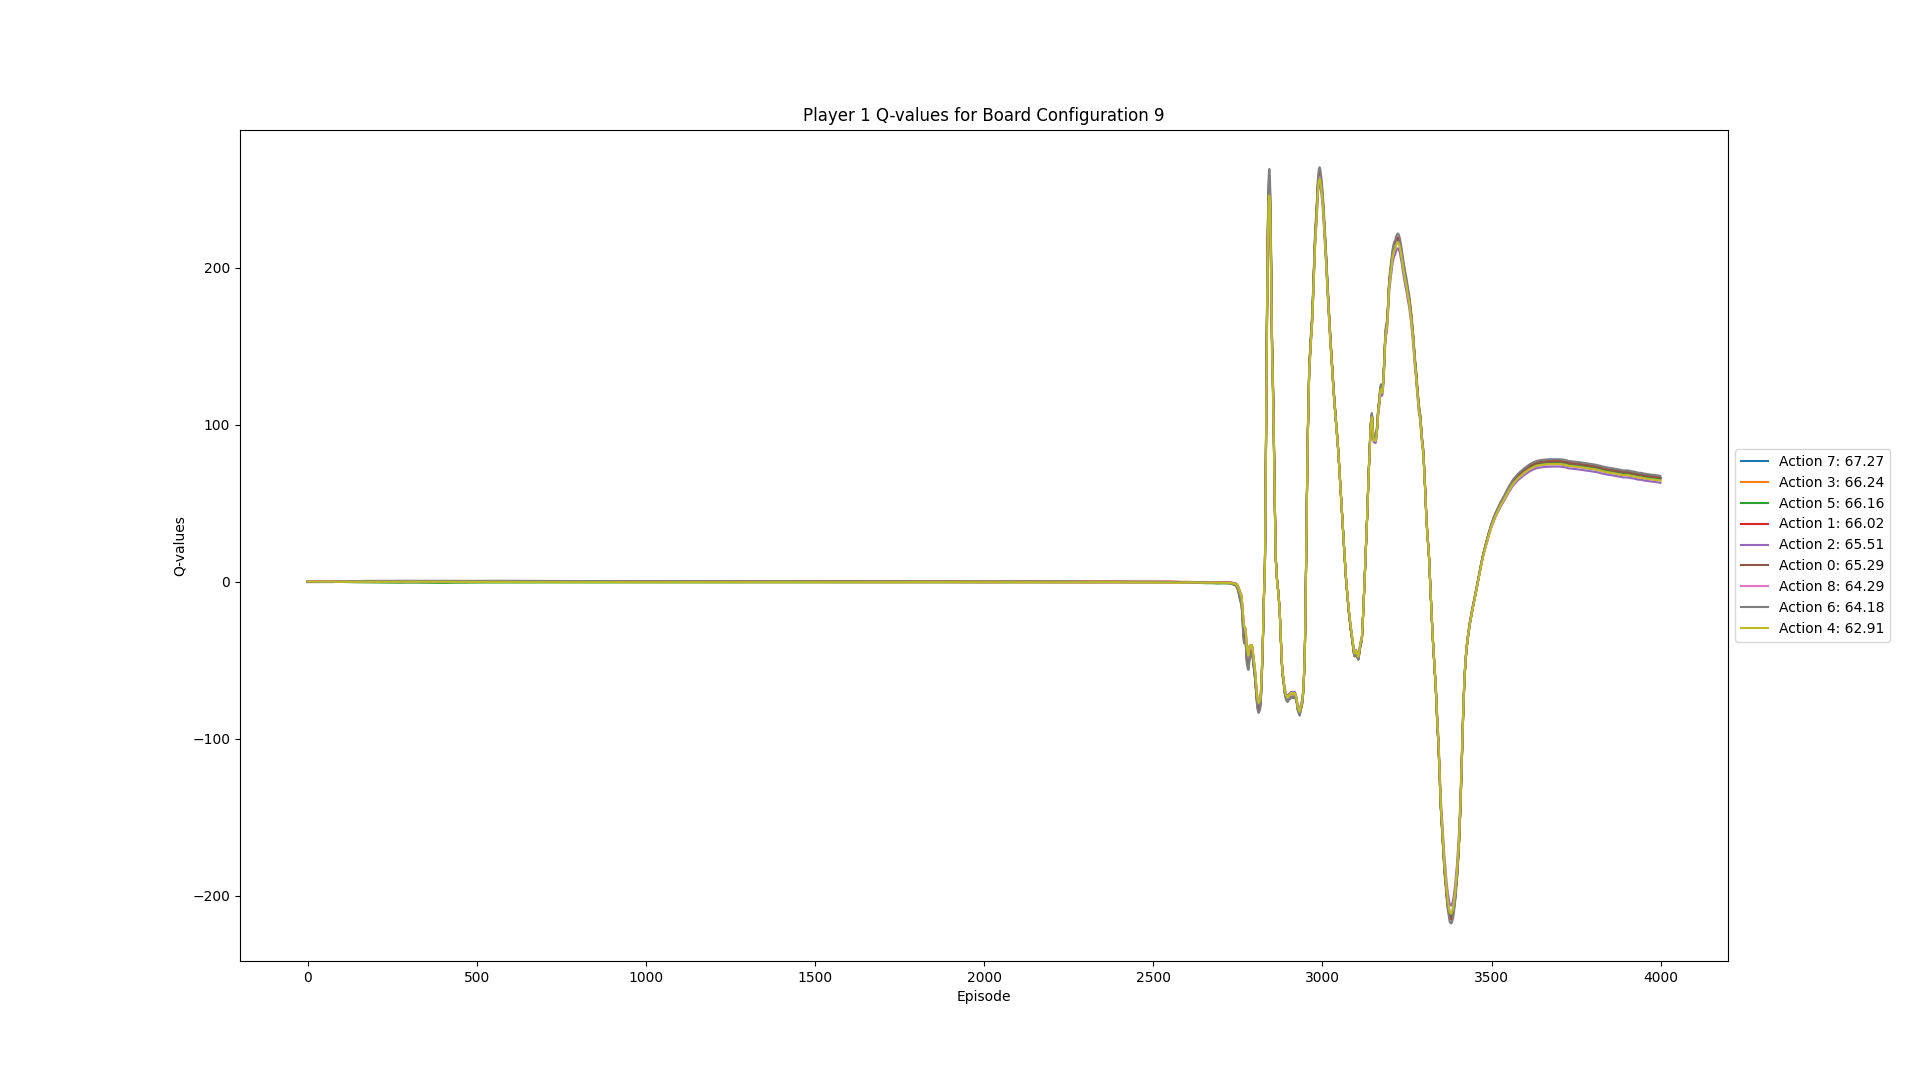 Player 1 Q-values for Board Configuration 9
Q-values
200
100
0
−100
−200
0 500 1000 1500 2000 2500 3000 3500 4000
Episode
Action 7: 67.27
Action 3: 66.24
Action 5: 66.16
Action 1: 66.02
Action 2: 65.51
Action 0: 65.29
Action 8: 64.29
Action 6: 64.18
Action 4: 62.91